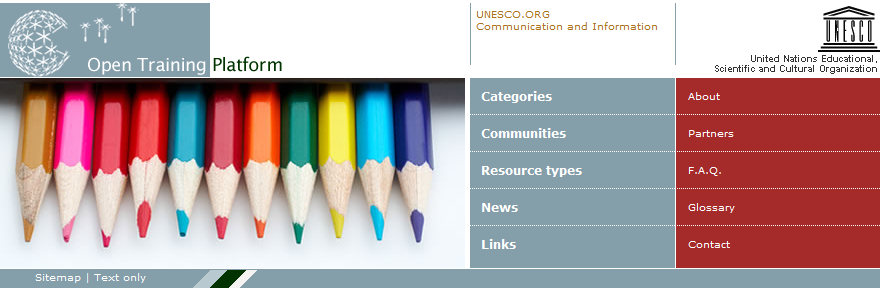 Open Training Platform
UNESCO.ORG
Communication and Information
UNESCO
United Nations Educational,
Scientific and Cultural Organization
Categories
About
Communities
Partners
Resource types
F.A.Q.
News
Glossary
Links
Contact
Sitemap | Text only